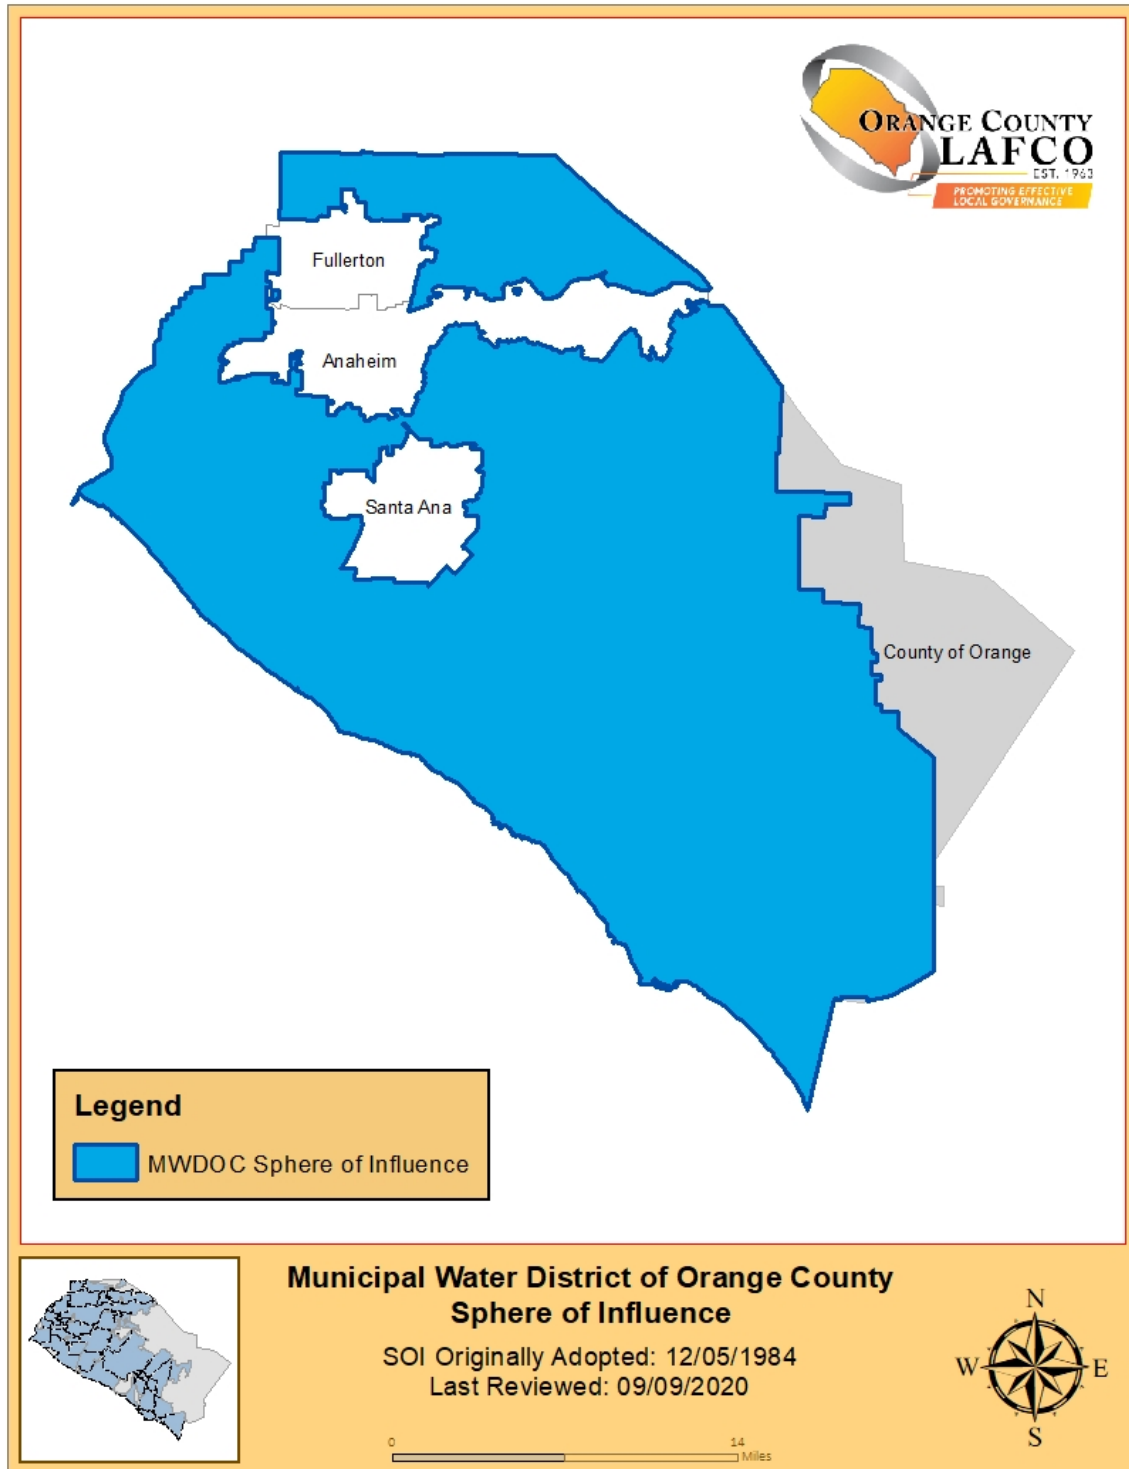 ORANGE COUNTY
LAFCO
EST. 1963
PROMOTING EFFECTIVE
LOCAL GOVERNANCE
Fullerton
Anaheim
Santa Ana
County of Orange
Legend
MWDOC Sphere of Influence
Municipal Water District of Orange County
Sphere of Influence
SOI Originally Adopted: 12/05/1984
Last Reviewed: 09/09/2020
0 14
Miles
N
W E
S